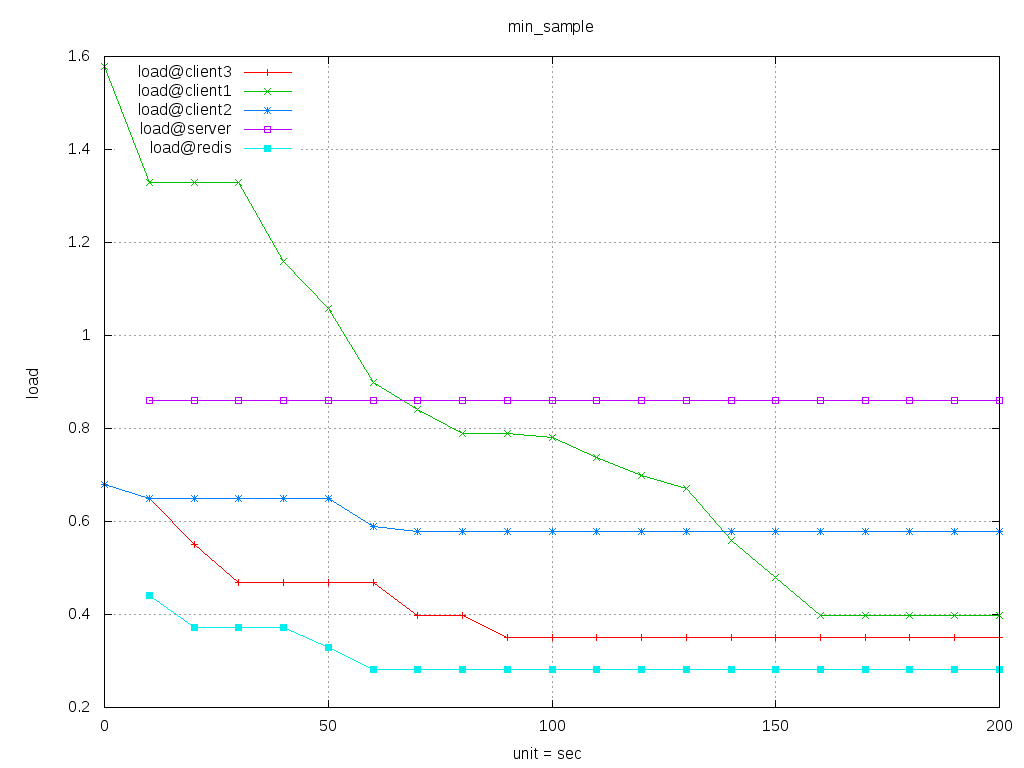 min_sample
load@client3
load@client1
load@client2
load@server
load@redis
1.6
1.4
1.2
1
0.8
0.6
0.4
0.2
load
0 50 100 150 200
unit = sec